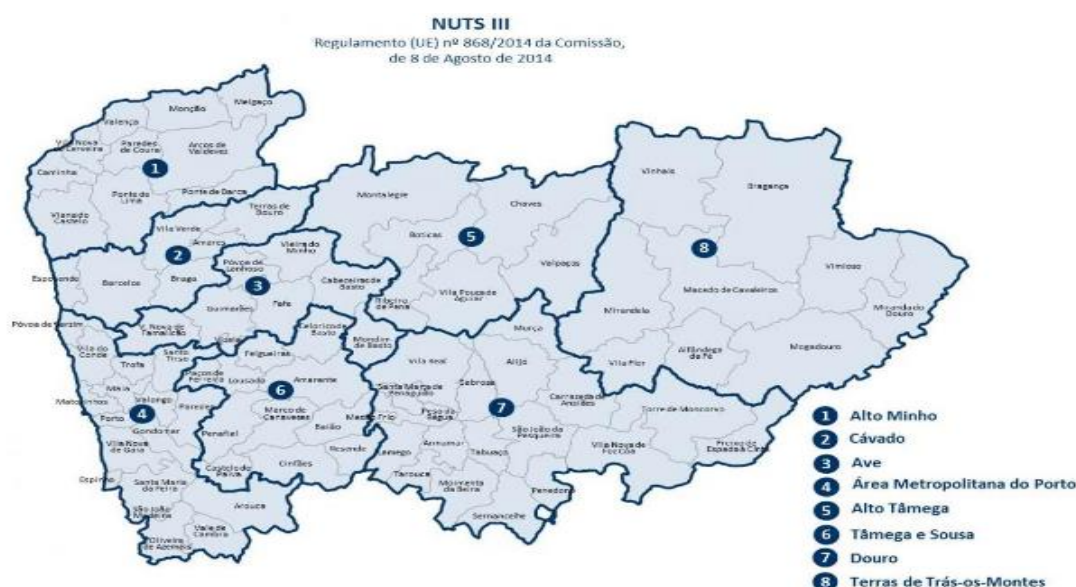 NUTS III
Regulamento (UE) nº 868/2014 da Comissão,
de 8 de Agosto de 2014
Melgaço
Monção
Valença
Vila Nova
de Cerveira
Paredes
de Coura
Arcos de
Valdevez
Caminha
1
Ponte de
Lima
Ponte da Barca
Viana do
Castelo
Terras de
Bouro
Vila Verde
Amares
2
Esposende
Barcelos
Braga
Vieira do
Minho
Póvoa de
Lanhoso
3
Cabeceiras de
Basto
Guimarães
Fafe
V. Nova de
Famalicão
Vizela
Montalegre
Chaves
Boticas
5
Valpaços
Vila Pouca de
Aguiar
Ribeira
de Pena
Vinhais
Bragança
8
Vimioso
Macedo de Cavaleiros
Miranda do
Douro
Mirandela
Mogadouro
Alfândega
da Fé
Vila Flor
Póvoa de Varzim
Vila do
Conde
Santo
Tirso
Trofa
Maia
Matosinhos
Valongo
Paredes
Porto
4
Gondomar
Vila Nova
de Gaia
Espinho
Santa Maria
da Feira
Arouca
São João
Madeira
Vale de
Cambra
Oliveira
de Azeméis
Celorico de
Basto
Felgueiras
Paços de
Ferreira
Lousada
Amarante
6
Marco de
Canaveses
Baião
Penafiel
Resende
Cinfães
Castelo de
Paiva
Mondim
de Basto
Murça
Vila Real
Alijó
Sabrosa
Santa Marta de
Penaguião
Carrazeda de
Ansiães
7
Peso da
Régua
Mesão Frio
São João da
Pesqueira
Torre de Moncorvo
Freixo de
Espada à Cinta
Vila Nova de
Foz Côa
Armamar
Lamego
Tabuaço
Tarouca
Moimenta
da Beira
Penedono
Sernancelhe
1 Alto Minho
2 Cávado
3 Ave
4 Área Metropolitana do Porto
5 Alto Tâmega
6 Tâmega e Sousa
7 Douro
8 Terras de Trás-os-Montes